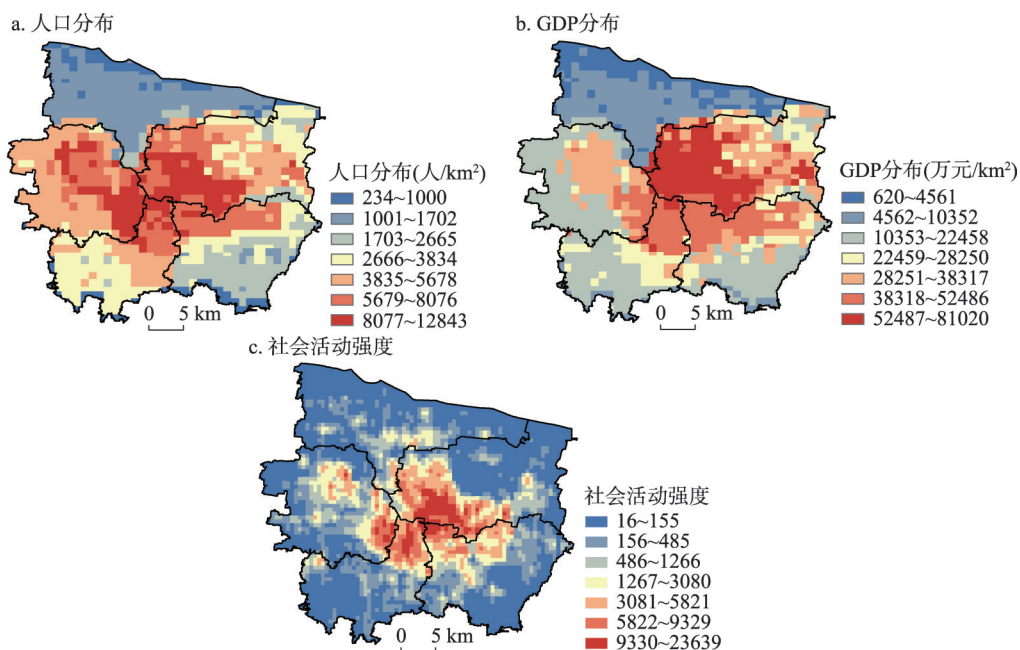 a. 人口分布
人口分布(人/km²)
234~1000
1001~1702
1703~2665
2666~3834
3835~5678
5679~8076
8077~12843
0 5 km
b. GDP分布
GDP分布(万元/km²)
620~4561
4562~10352
10353~22458
22459~28250
28251~38317
38318~52486
52487~81020
0 5 km
c. 社会活动强度
社会活动强度
16~155
156~485
486~1266
1267~3080
3081~5821
5822~9329
9330~23639
0 5 km